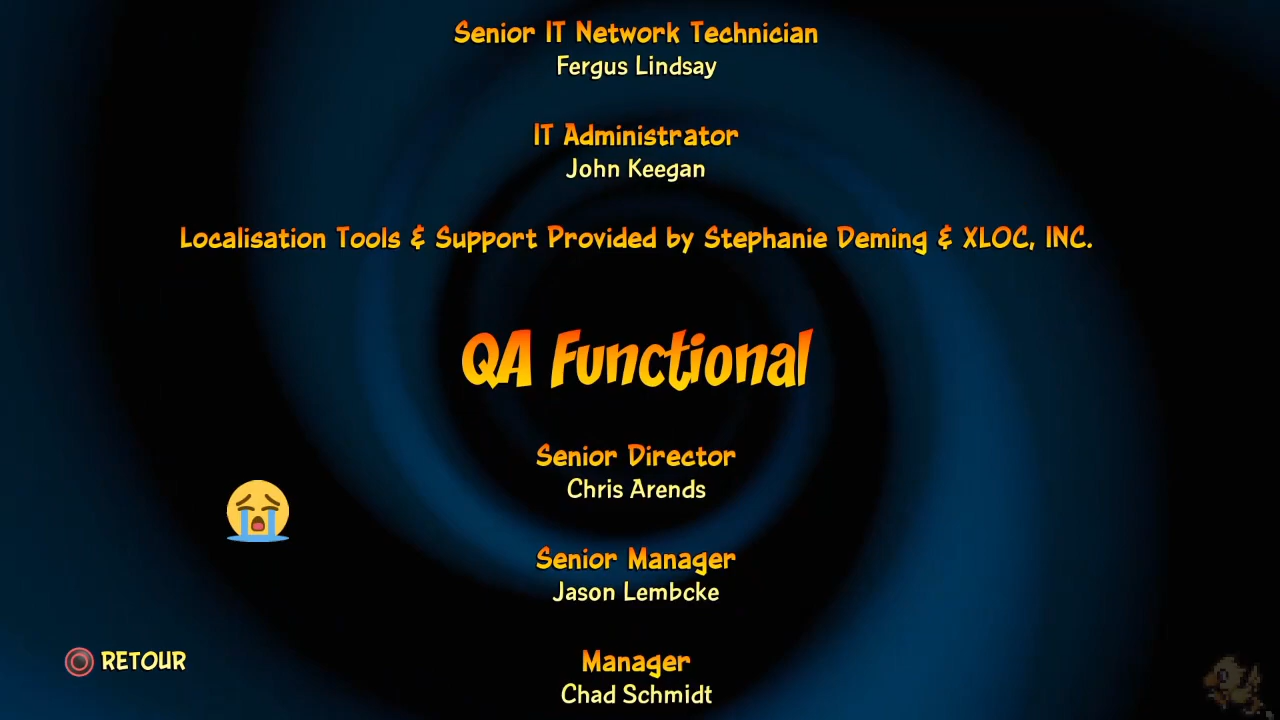 Senior IT Network Technician
Fergus Lindsay
IT Administrator
John Keegan
Localisation Tools & Support Provided by Stephanie Deming & XLOC, INC.
QA Functional
Senior Director
Chris Arends
Senior Manager
Jason Lembcke
RETOUR
Manager
Chad Schmidt